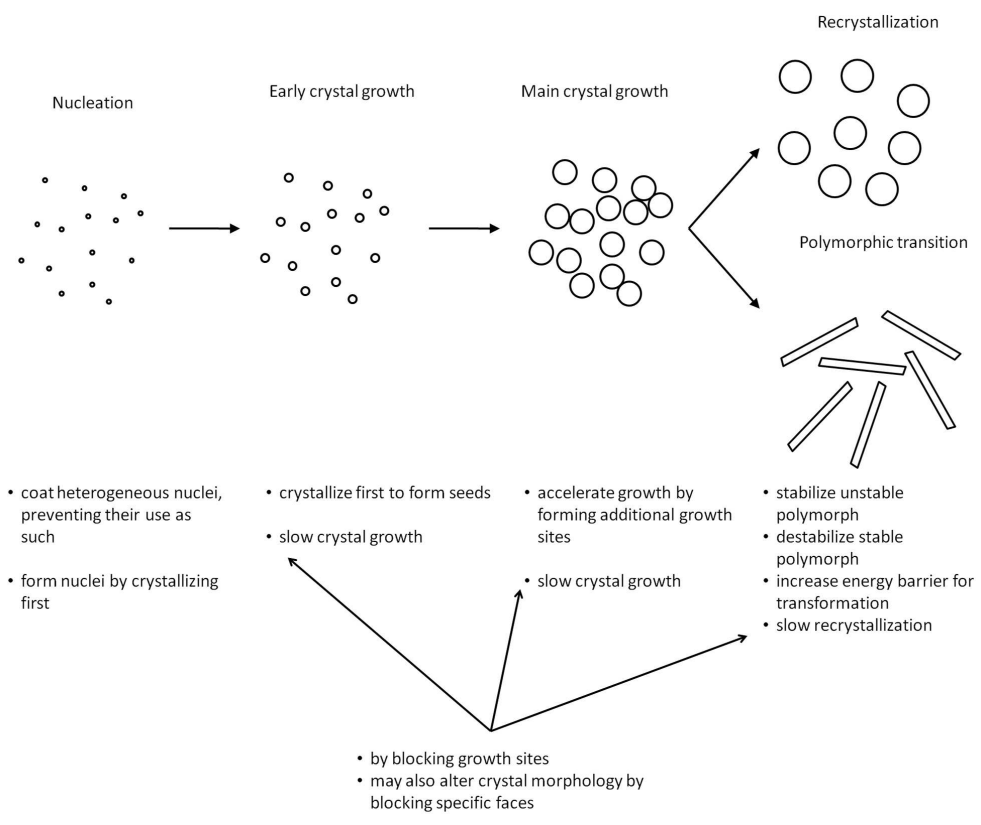 Recrystallization
Nucleation
Early crystal growth
Main crystal growth
Polymorphic transition
• coat heterogeneous nuclei,
preventing their use as
such
• form nuclei by crystallizing
first
• crystallize first to form seeds
• slow crystal growth
• accelerate growth by
forming additional growth
sites
• slow crystal growth
• stabilize unstable
polymorph
• destabilize stable
polymorph
• increase energy barrier for
transformation
• slow recrystallization
• by blocking growth sites
• may also alter crystal morphology by
blocking specific faces